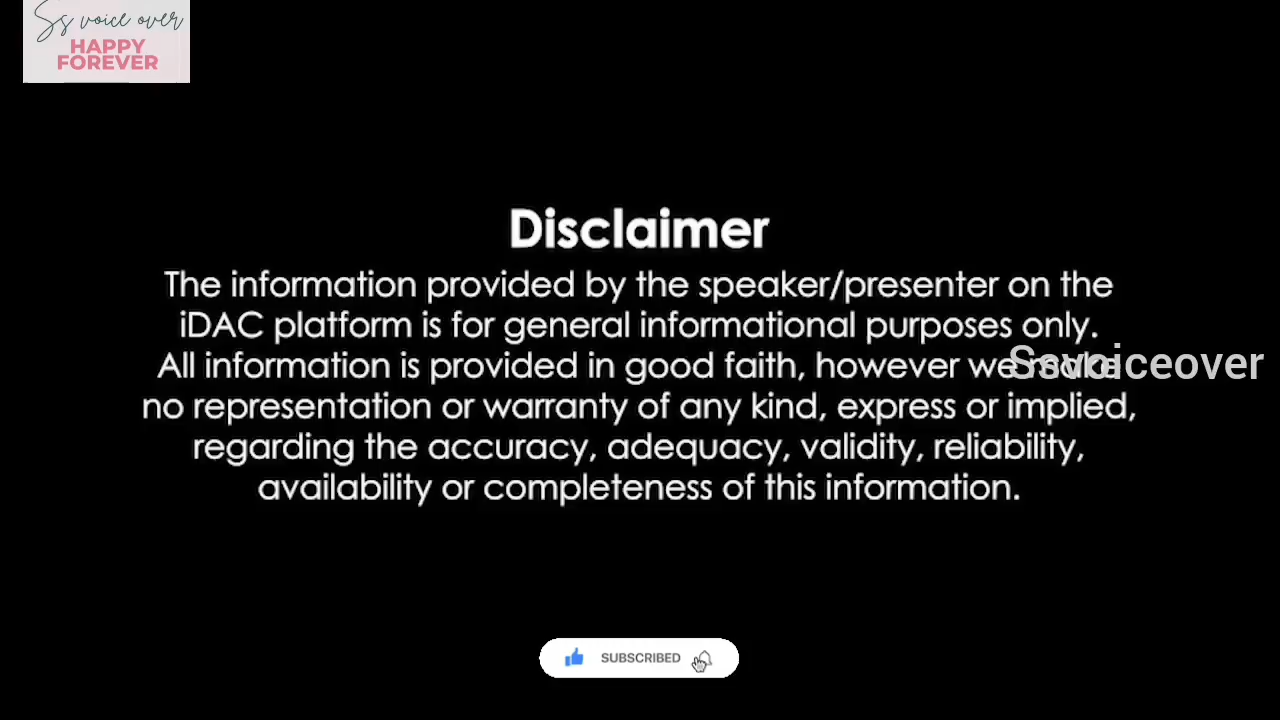 Ss voice over
HAPPY
FOREVER
Disclaimer
The information provided by the speaker/presenter on the
iDAC platform is for general informational purposes only.
All information is provided in good faith, however we make
Ssvoiceover
no representation or warranty of any kind, express or implied,
regarding the accuracy, adequacy, validity, reliability,
availability or completeness of this information.
SUBSCRIBED